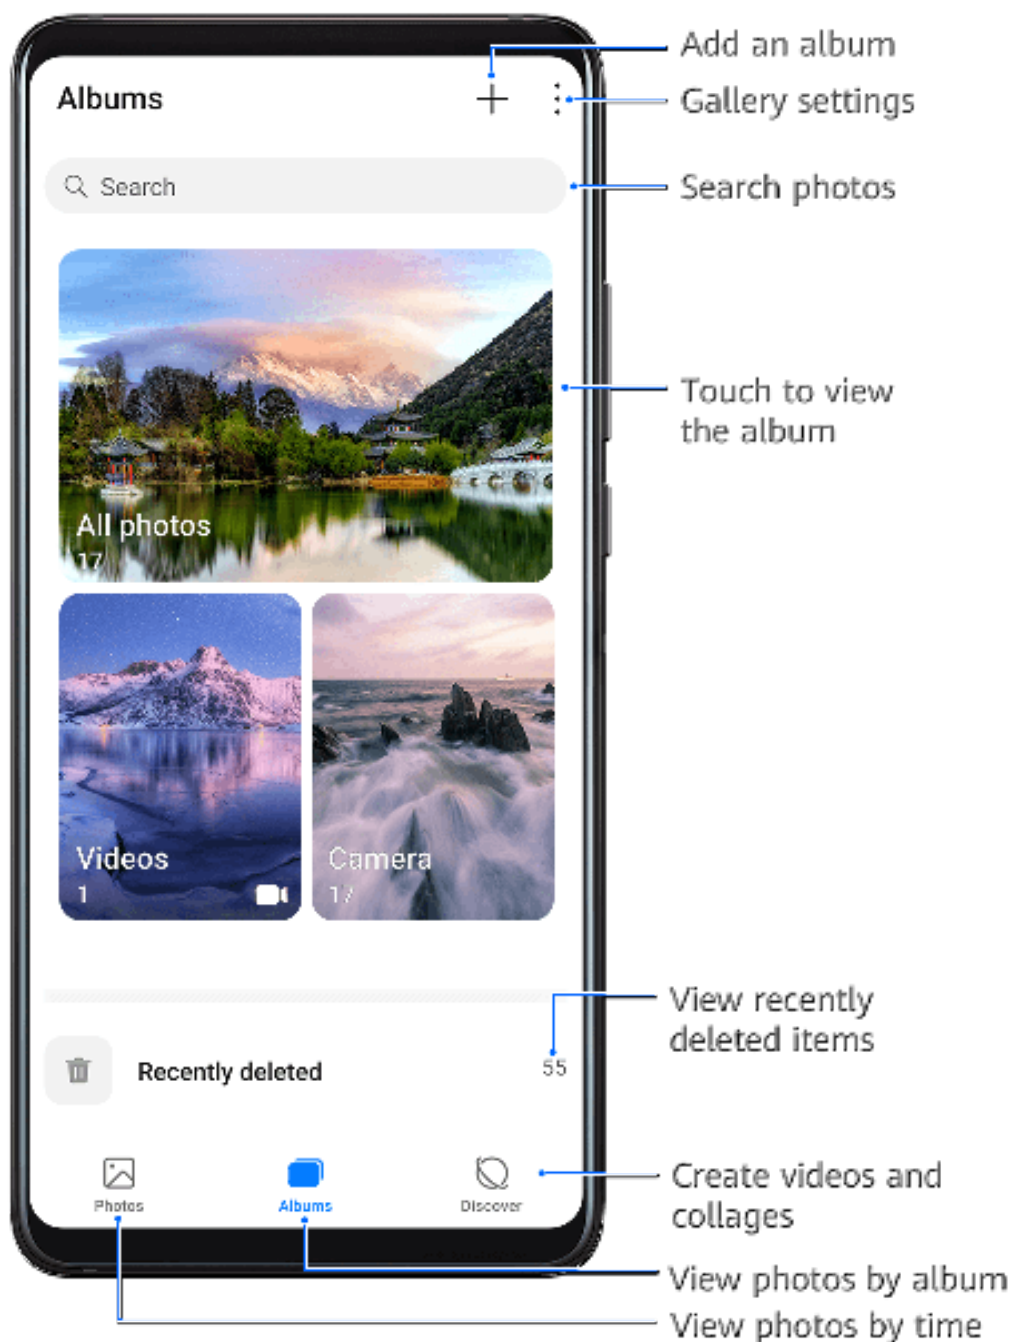 Add an album
Albums
Gallery settings
Search
Search photos
Touch to view
the album
All photos
17
Videos
1
Camera
17
View recently
deleted items
Recently deleted
55
Photos
Albums
Discover
Create videos and
collages
View photos by album
View photos by time